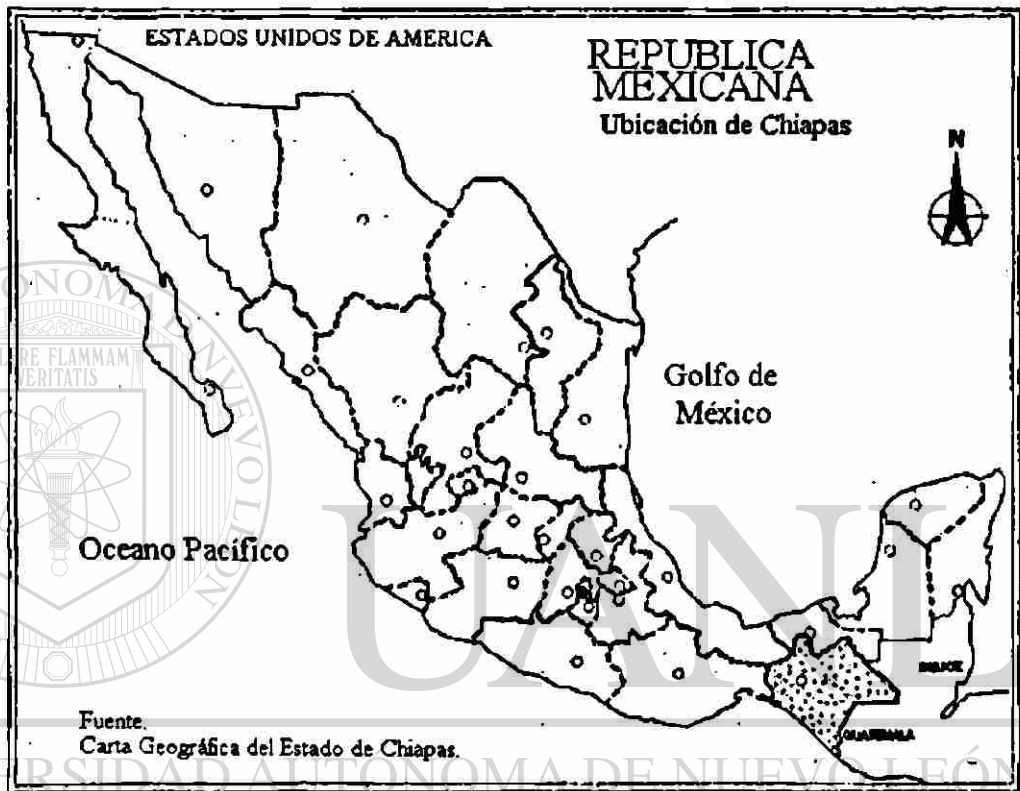 ESTADOS UNIDOS DE AMERICA
REPUBLICA
MEXICANA
Ubicación de Chiapas
N
Golfo de
México
Oceano Pacífico
BELICE
GUATEMALA
Fuente.
Carta Geográfica del Estado de Chiapas.
UANL
FLAMMAM
VERITATIS
AUTÓNOMA DE NUEVO LEÓN